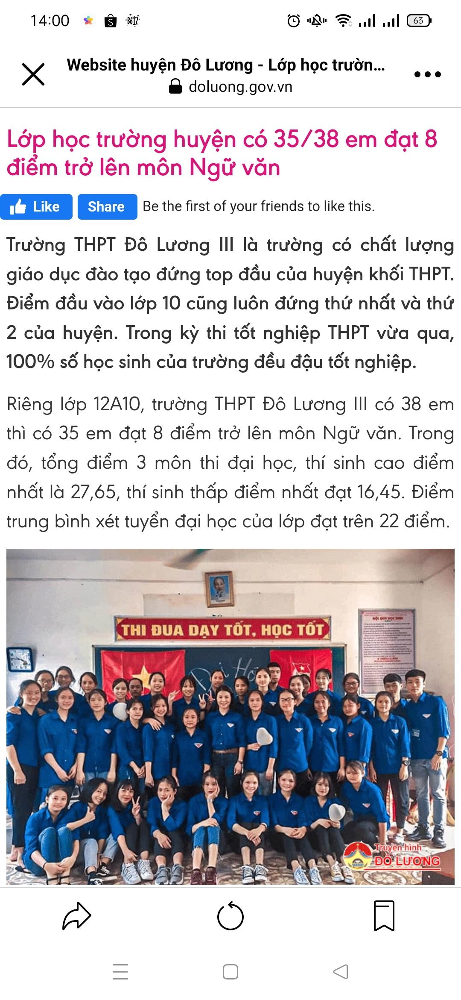 14:00
S
B612
63
Website huyện Đô Lương - Lớp học trườn...
doluong.gov.vn
Lớp học trường huyện có 35/38 em đạt 8
điểm trở lên môn Ngữ văn
Like
Share
Be the first of your friends to like this.
Trường THPT Đô Lương III là trường có chất lượng
giáo dục đào tạo đứng top đầu của huyện khối THPT.
Điểm đầu vào lớp 10 cũng luôn đứng thứ nhất và thứ
2 của huyện. Trong kỳ thi tốt nghiệp THPT vừa qua,
100% số học sinh của trường đều đậu tốt nghiệp.
Riêng lớp 12A10, trường THPT Đô Lương III có 38 em
thì có 35 em đạt 8 điểm trở lên môn Ngữ văn. Trong
đó, tổng điểm 3 môn thi đại học, thí sinh cao điểm
nhất là 27,65, thí sinh thấp điểm nhất đạt 16,45. Điểm
trung bình xét tuyển đại học của lớp đạt trên 22 điểm.
THI ĐUA DẠY TỐT, HỌC TỐT
NỘI QUY HỌC SINH
Truyền hình
ĐÔ LƯƠNG